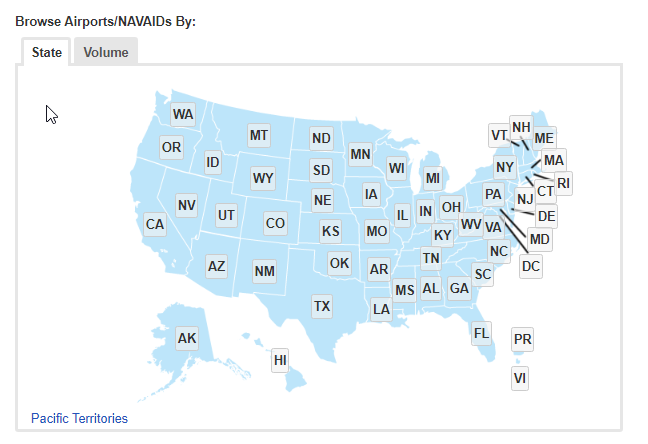 Browse Airports/NAVAIDs By:
State Volume
WA
MT
ND
MN
VT
NH
ME
OR
ID
WY
SD
WI
MI
NY
MA
RI
CT
NV
UT
CO
NE
IA
IL
IN
OH
PA
NJ
DE
CA
KS
MO
KY
WV
VA
MD
AZ
NM
OK
AR
TN
NC
DC
SC
TX
LA
MS
AL
GA
AK
HI
FL
PR
VI
Pacific Territories